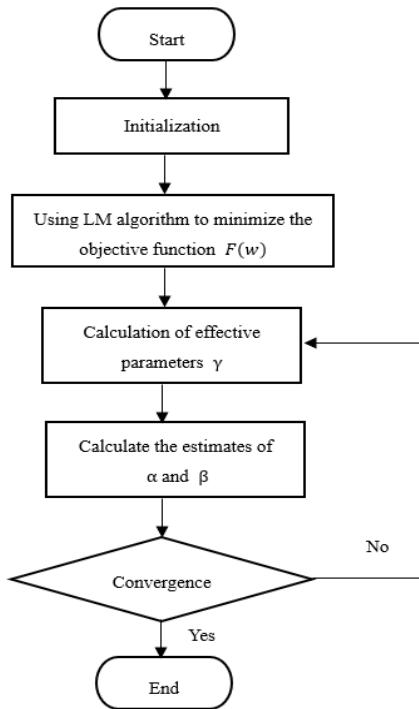 Start
Initialization
Using LM algorithm to minimize the
objective function F(w)
Calculation of effective
parameters γ
Calculate the estimates of
α and β
No
Convergence
Yes
End